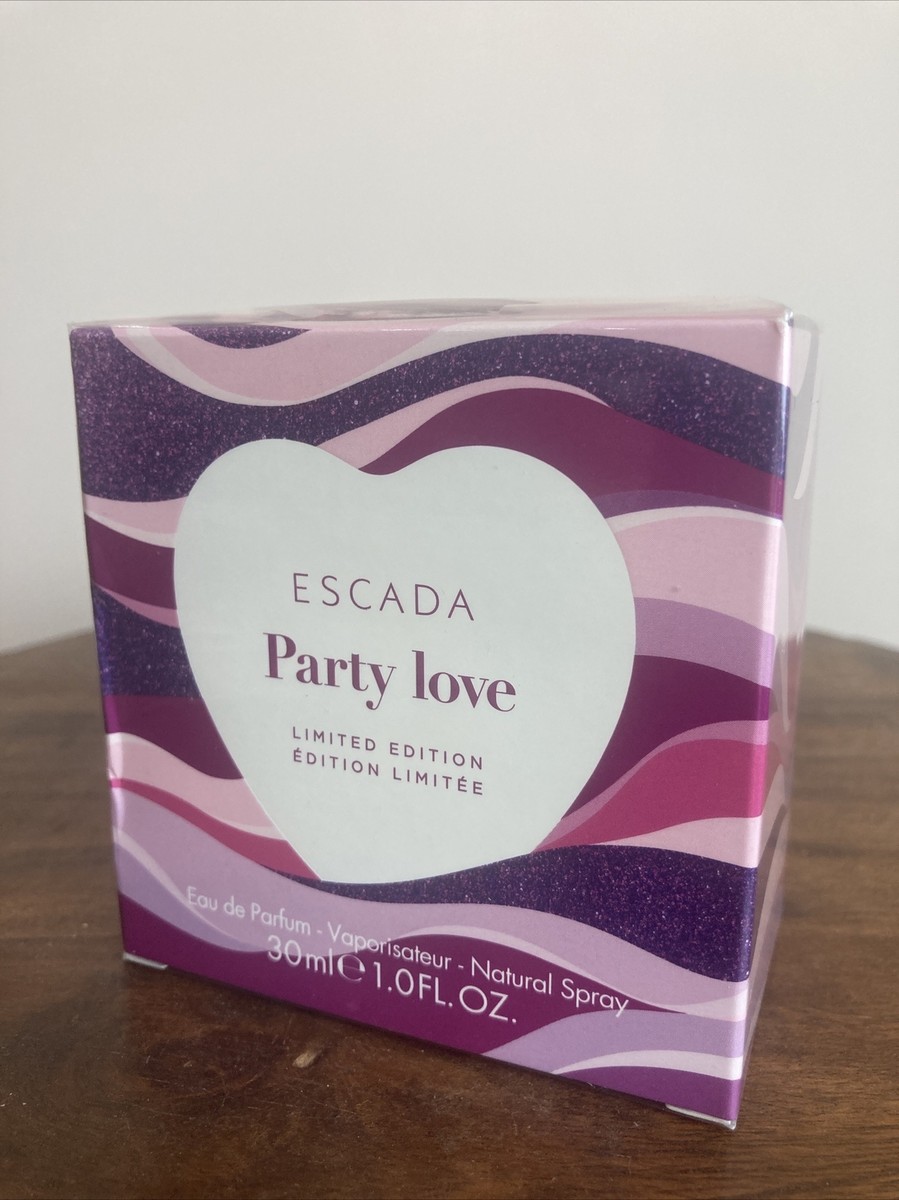 ESCADA
Party love
LIMITED EDITION
ÉDITION LIMITÉE
Eau de Parfum - Vaporisateur - Natural Spray
30ml℮1.0FL.OZ.